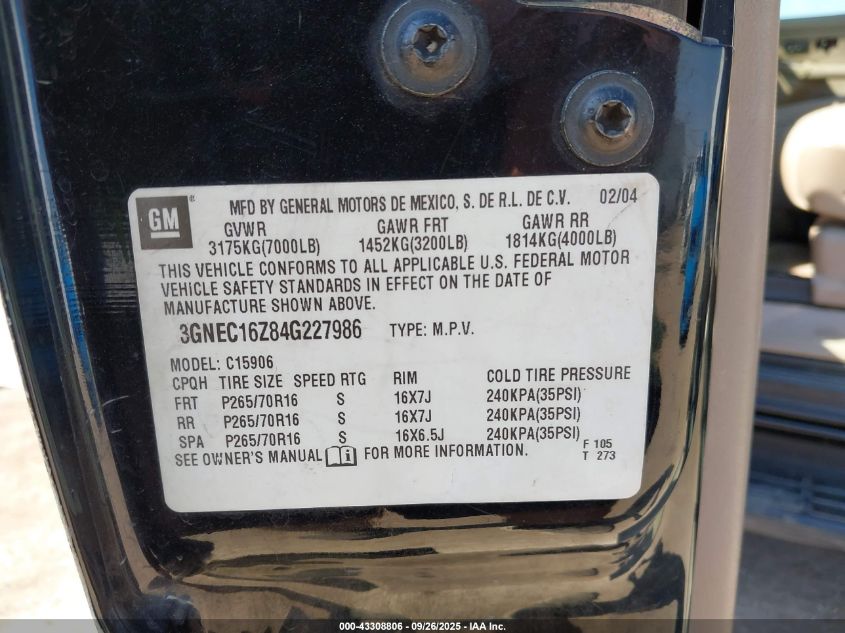 GM
MFD BY GENERAL MOTORS DE MEXICO, S. DE R.L. DE C.V. 02/04
GVWR GAWR FRT GAWR RR
3175KG(7000LB) 1452KG(3200LB) 1814KG(4000LB)
THIS VEHICLE CONFORMS TO ALL APPLICABLE U.S. FEDERAL MOTOR
VEHICLE SAFETY STANDARDS IN EFFECT ON THE DATE OF
MANUFACTURE SHOWN ABOVE.
3GNEC16Z84G227986 TYPE: M.P.V.
MODEL: C15906
CPQH TIRE SIZE SPEED RTG RIM COLD TIRE PRESSURE
FRT P265/70R16 S 16X7J 240KPA(35PSI)
RR P265/70R16 S 16X7J 240KPA(35PSI)
SPA P265/70R16 S 16X6.5J 240KPA(35PSI)
SEE OWNER'S MANUAL i FOR MORE INFORMATION.
F 105
T 273
000-43308806 - 09/26/2025 - IAA Inc.